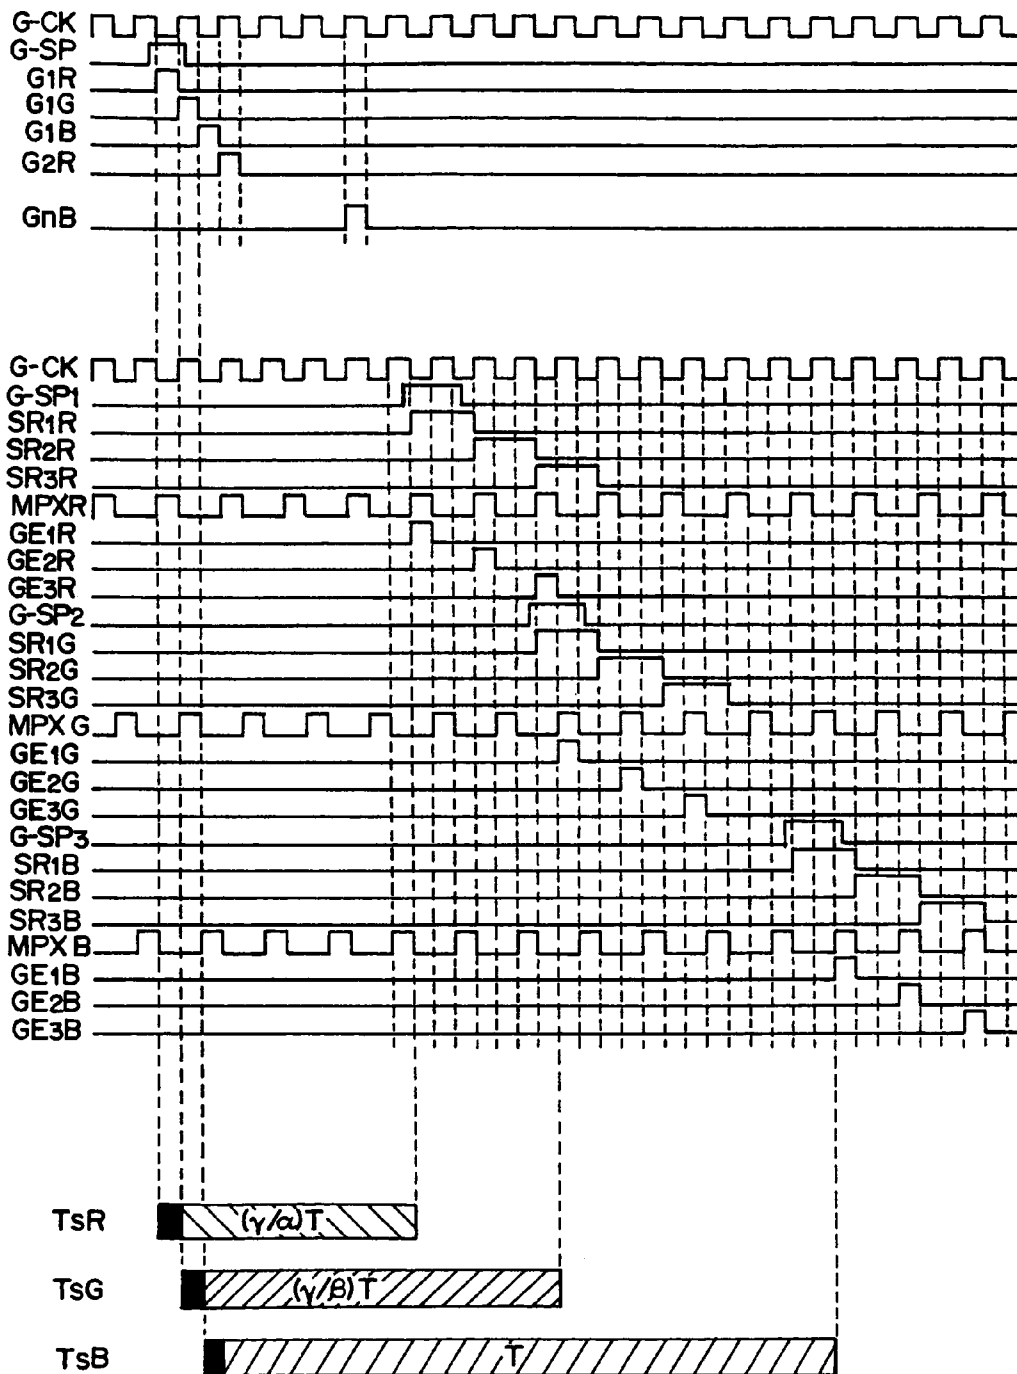 G-CK
G-SP
G1R
G1G
G1B
G2R
GnB
G-CK
G-SP1
SR1R
SR2R
SR3R
MPXR
GE1R
GE2R
GE3R
G-SP2
SR1G
SR2G
SR3G
MPX G
GE1G
GE2G
GE3G
G-SP3
SR1B
SR2B
SR3B
MPX B
GE1B
GE2B
GE3B
TsR (γ/α)T
TsG (γ/β)T
TsB T